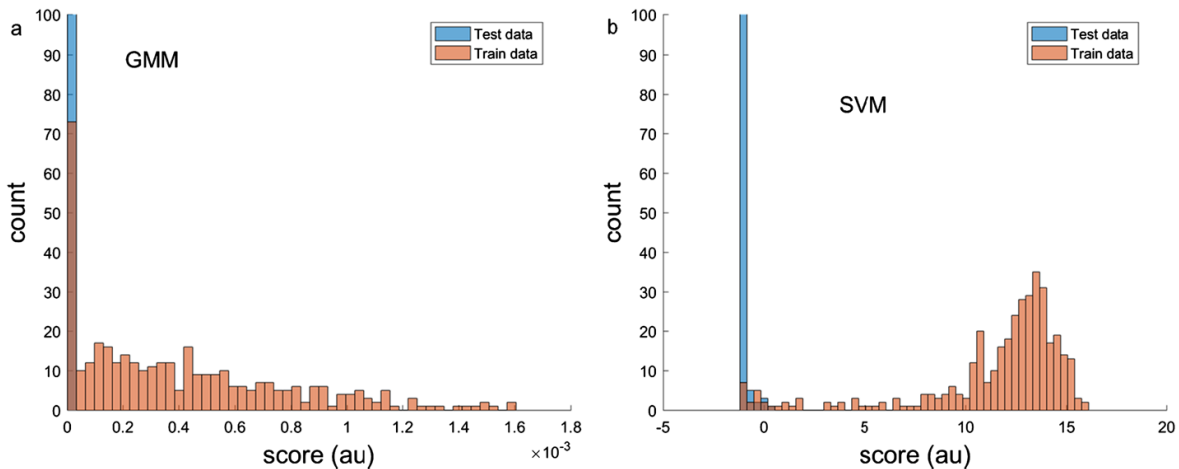 a
GMM
Test data
Train data
100
90
80
70
60
50
40
30
20
10
0
count
0 0.2 0.4 0.6 0.8 1 1.2 1.4 1.6 1.8
×10⁻³
score (au)
b
SVM
Test data
Train data
100
90
80
70
60
50
40
30
20
10
0
count
-5 0 5 10 15 20
score (au)